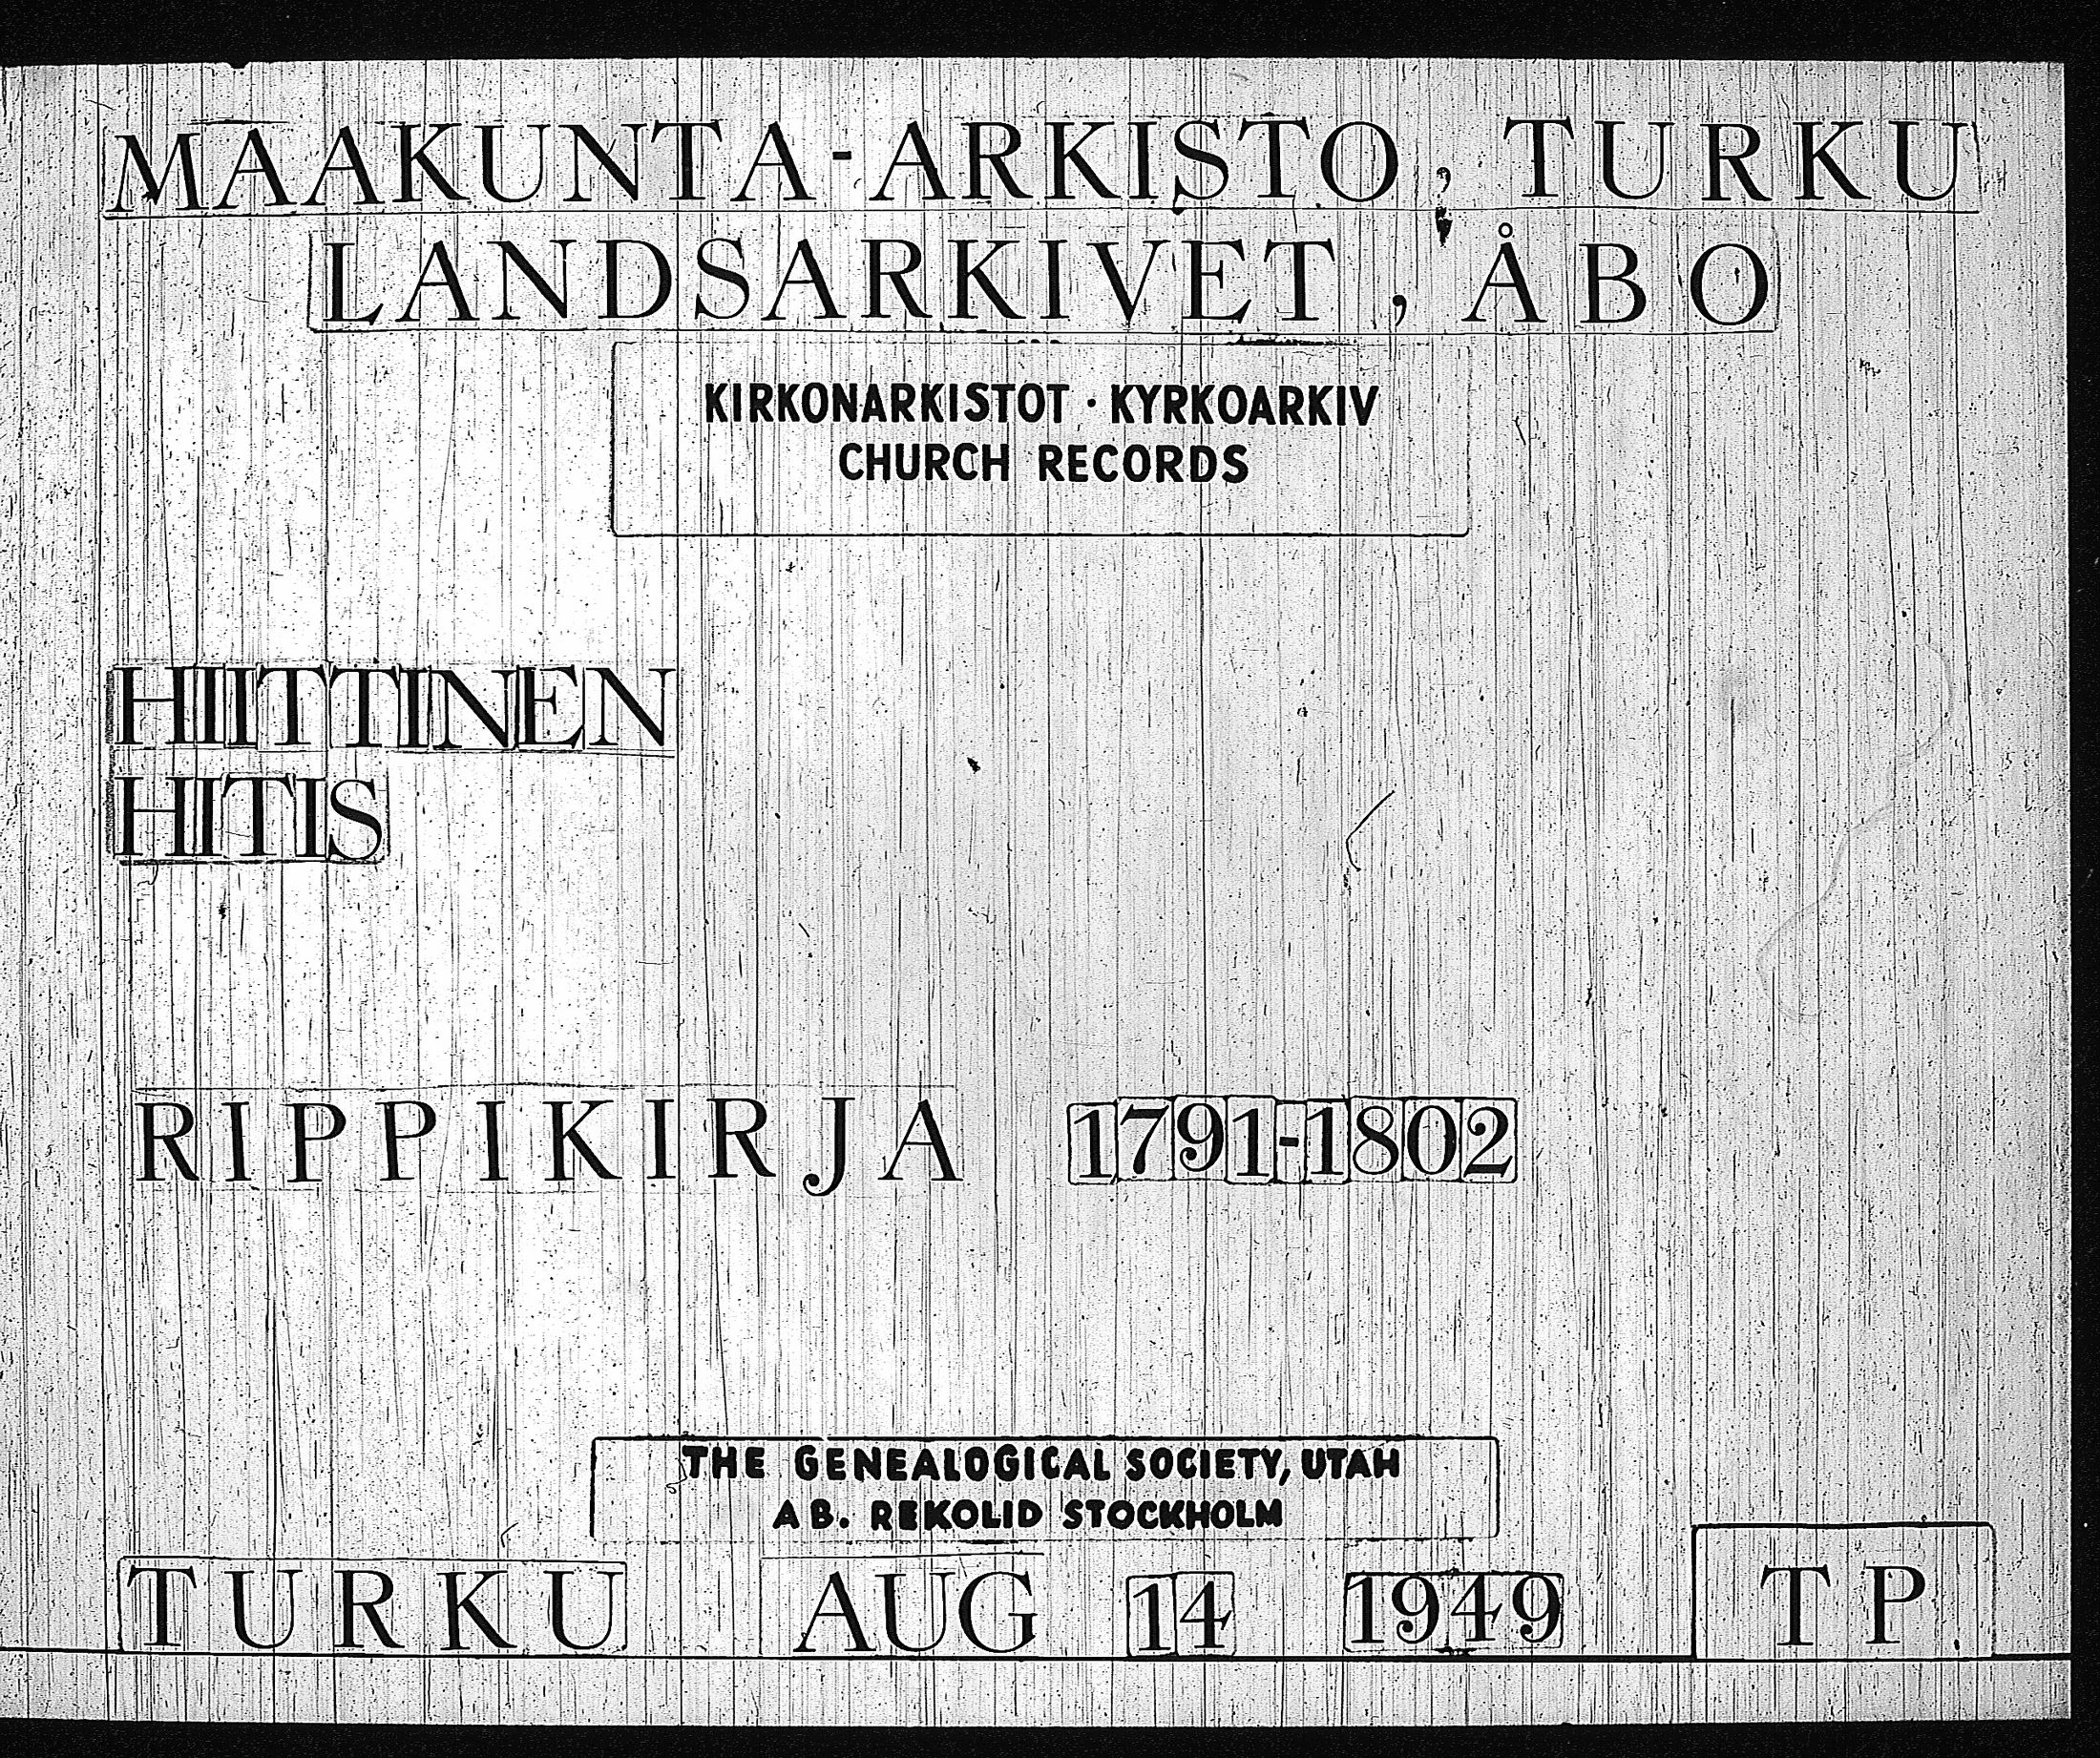 MAAKUNTA-ARKISTO, TURKU
LANDSARKIVET, ÅBO
KIRKONARKISTOT · KYRKOARKIV
CHURCH RECORDS
HIITTINEN
HITIS
RIPPIKIRJA 1791-1802
THE GENEALOGICAL SOCIETY, UTAH
AB. REKOLID STOCKHOLM
TURKU AUG 14 1949 TP